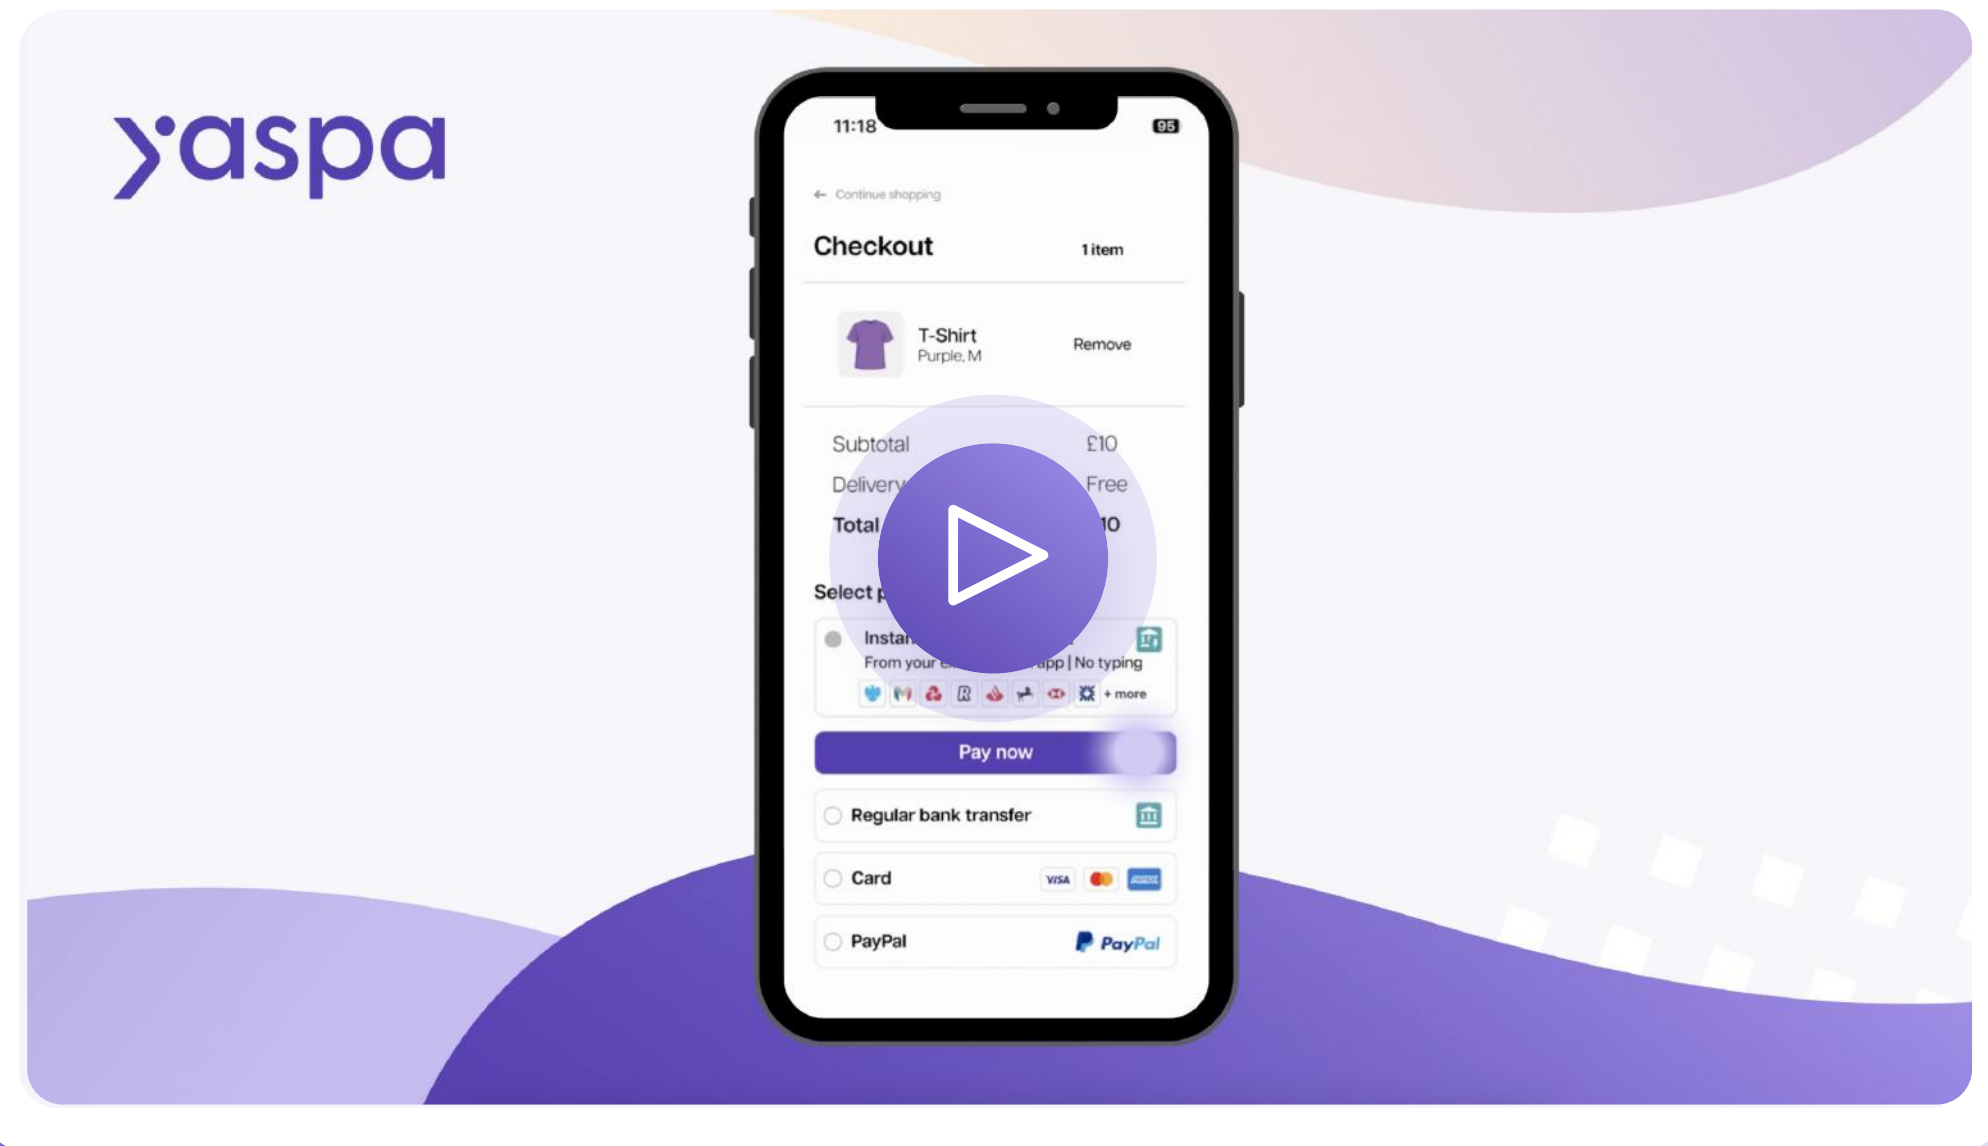 yaspa
11:18
95
← Continue shopping
Checkout
1 item
T-Shirt
Purple, M
Remove
Subtotal £10
Delivery Free
Total 10
Select
From your app | No typing
+ more
Pay now
Regular bank transfer
Card
VISA
PayPal
PayPal